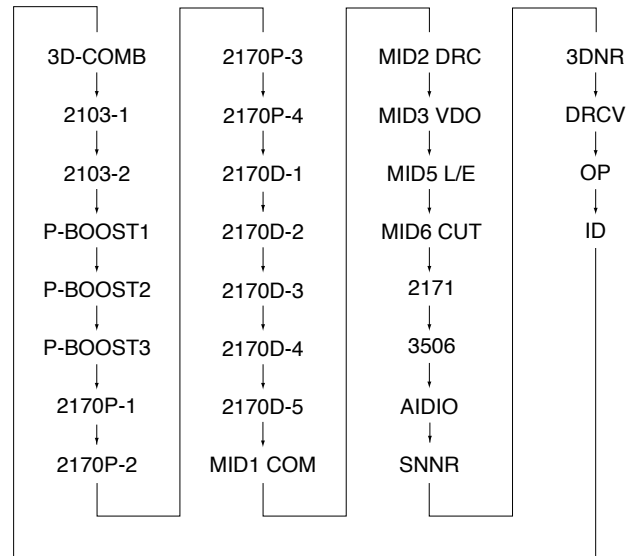 3D-COMB
2103-1
2103-2
P-BOOST1
P-BOOST2
P-BOOST3
2170P-1
2170P-2
2170P-3
2170P-4
2170D-1
2170D-2
2170D-3
2170D-4
2170D-5
MID1 COM
MID2 DRC
MID3 VDO
MID5 L/E
MID6 CUT
2171
3506
AIDIO
SNNR
3DNR
DRCV
OP
ID